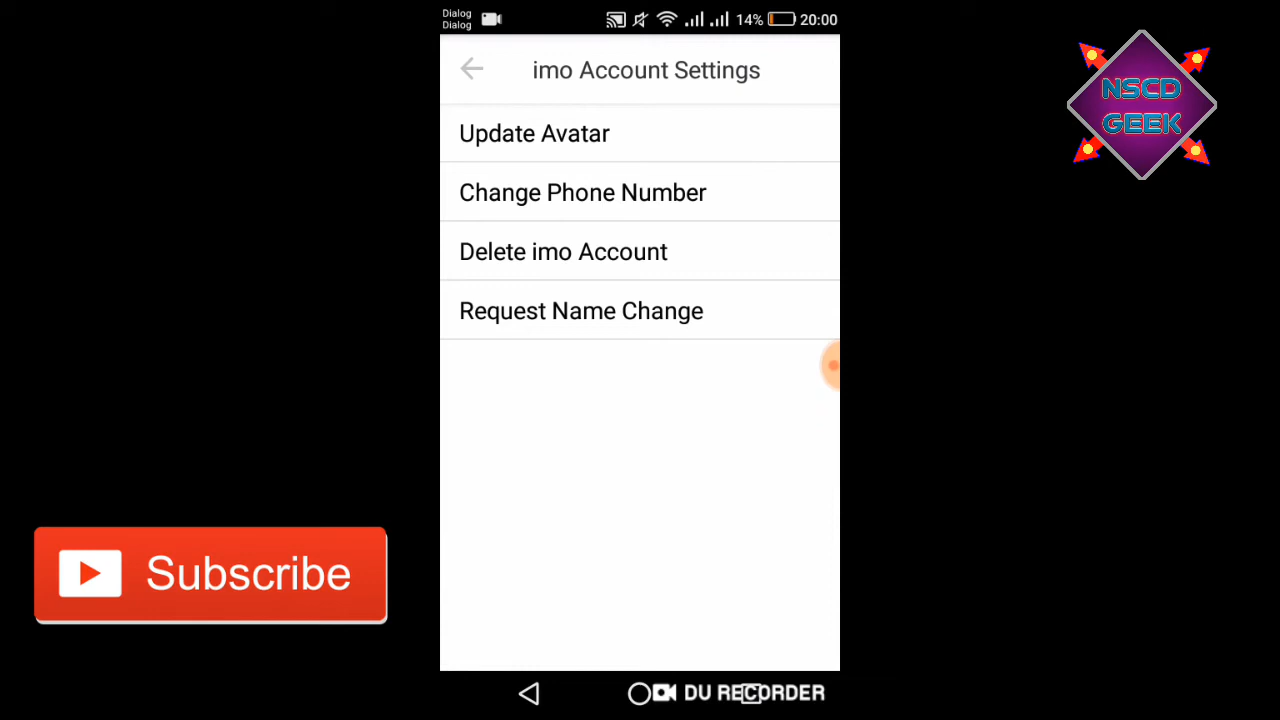 Dialog
Dialog
14%
20:00
imo Account Settings
Update Avatar
Change Phone Number
Delete imo Account
Request Name Change
NSCD
GEEK
Subscribe
DU RECORDER